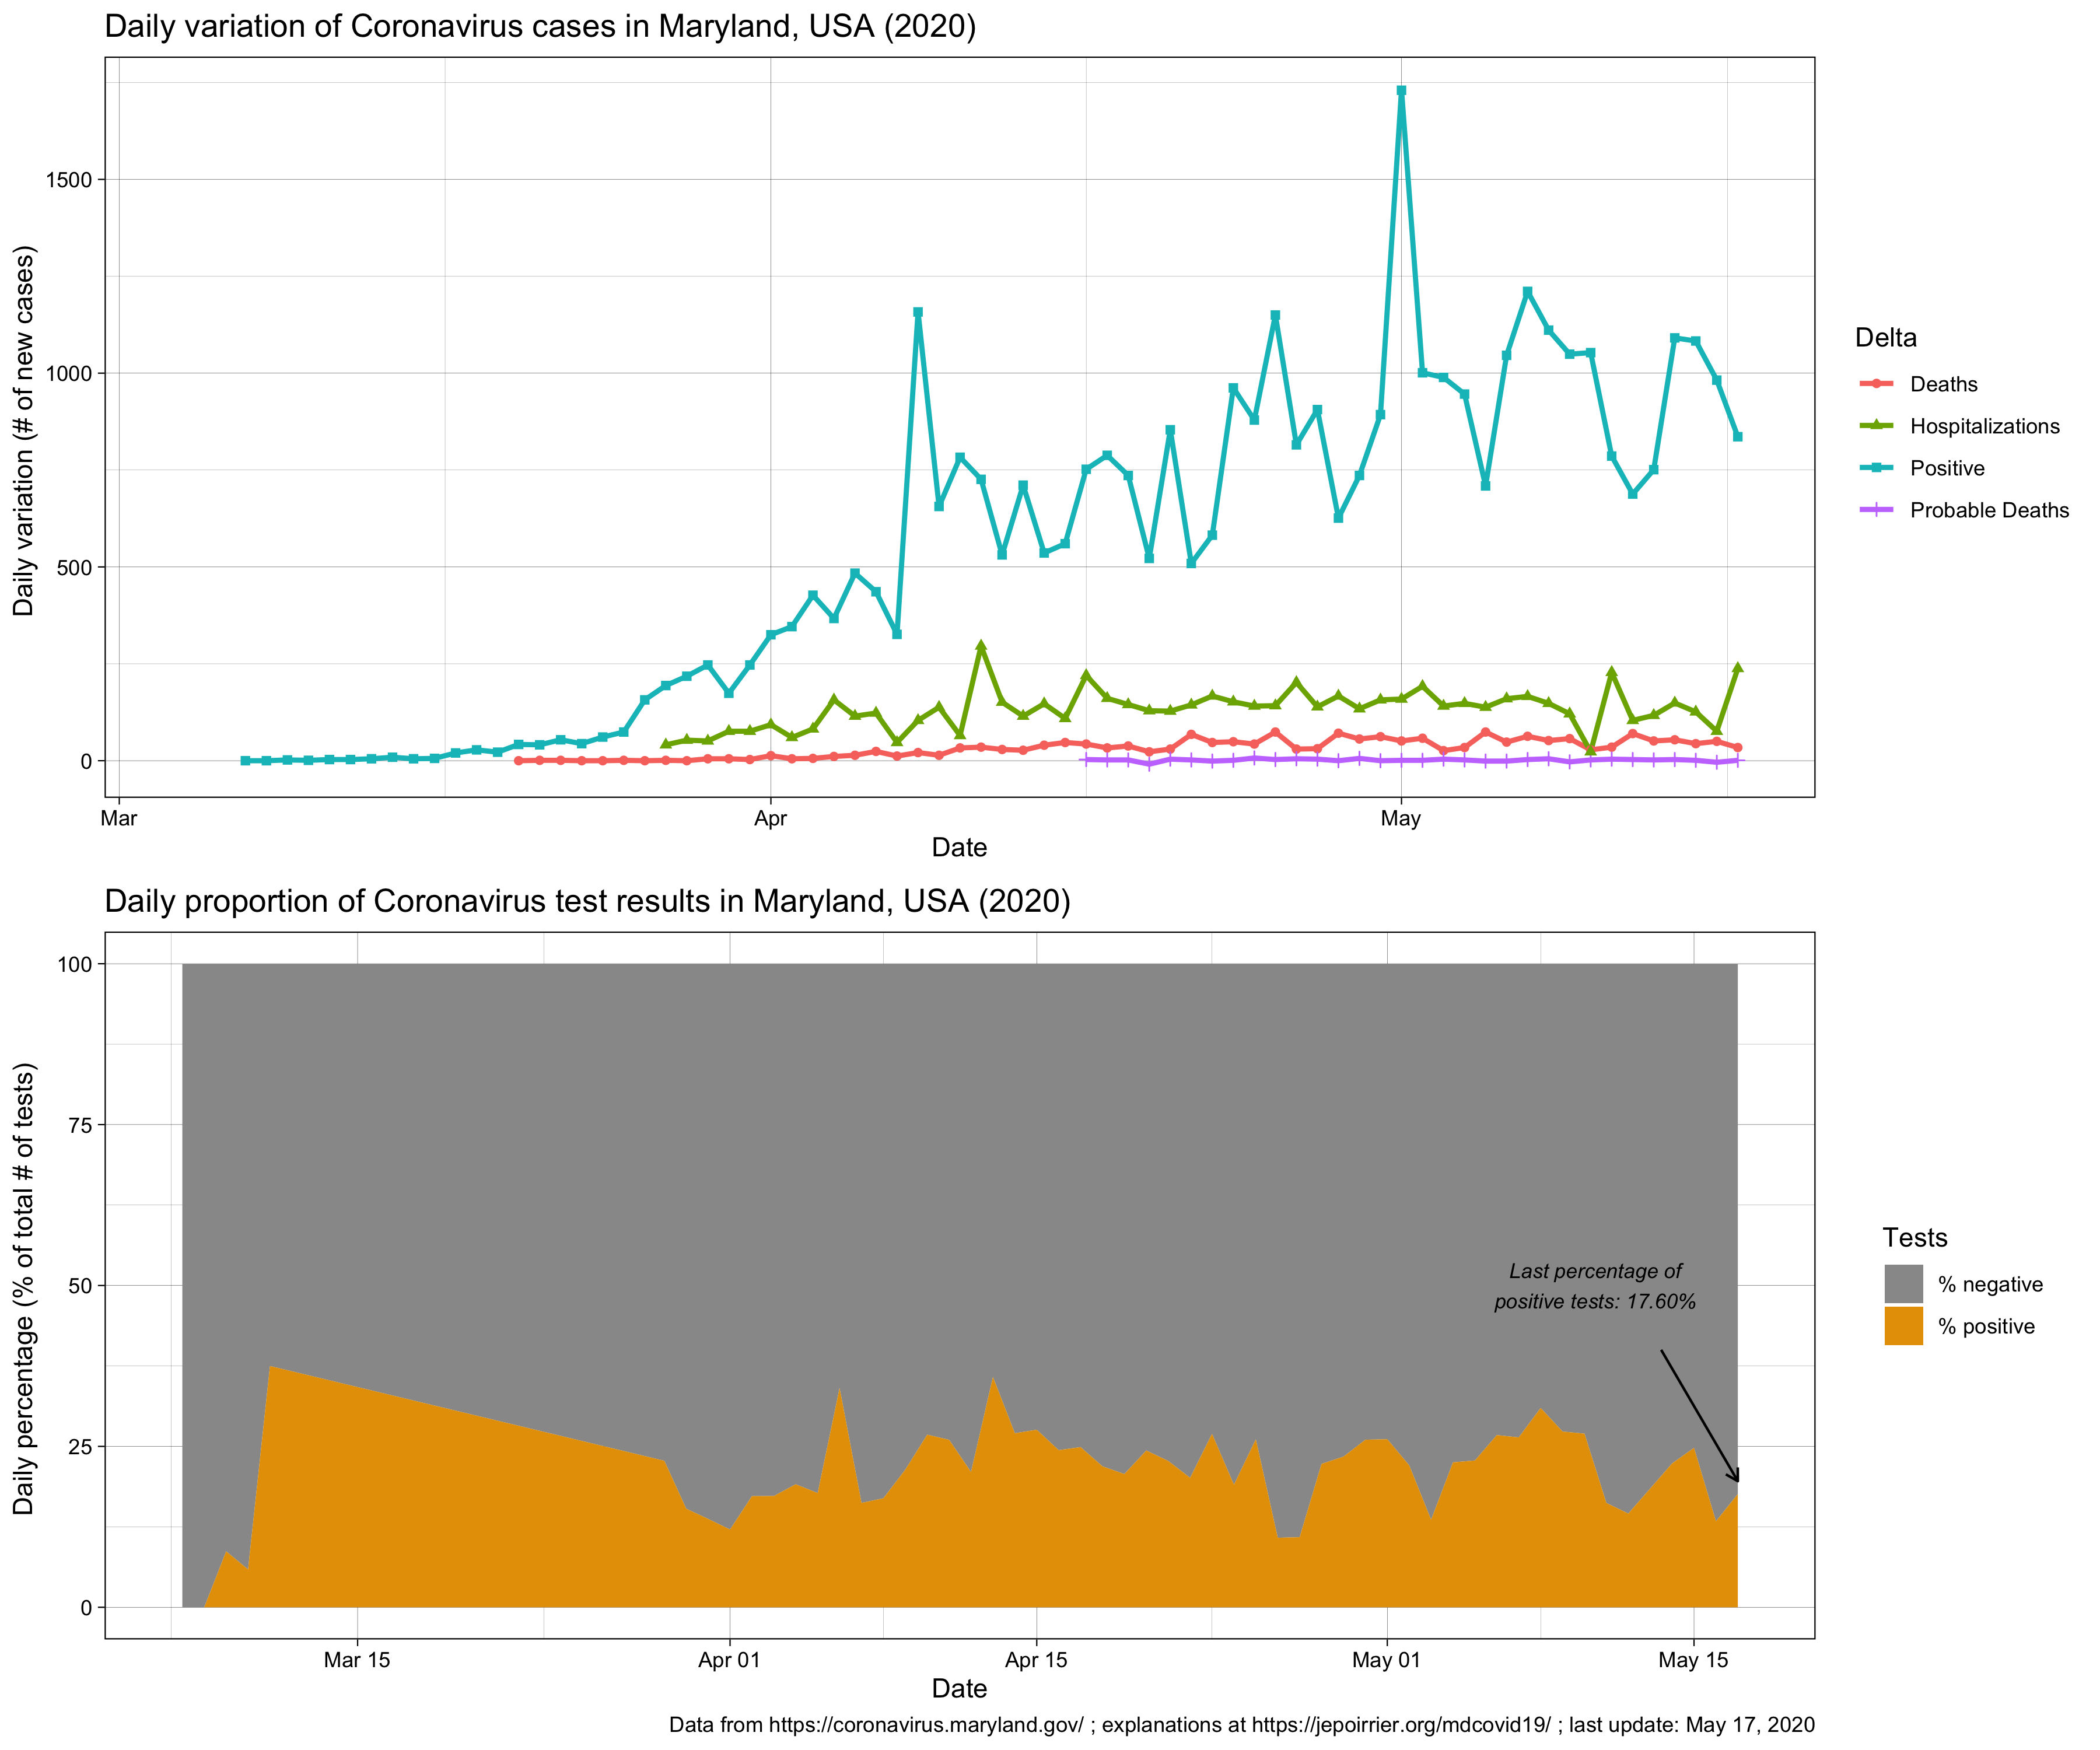 Daily variation of Coronavirus cases in Maryland, USA (2020)
Daily variation (# of new cases)
1500
1000
500
0
Mar
Apr
May
Date
Delta
Deaths
Hospitalizations
Positive
Probable Deaths
Daily proportion of Coronavirus test results in Maryland, USA (2020)
Daily percentage (% of total # of tests)
100
75
50
25
0
Last percentage of
positive tests: 17.60%
Mar 15
Apr 01
Apr 15
May 01
May 15
Date
Tests
% negative
% positive
Data from https://coronavirus.maryland.gov/ ; explanations at https://jepoirrier.org/mdcovid19/ ; last update: May 17, 2020